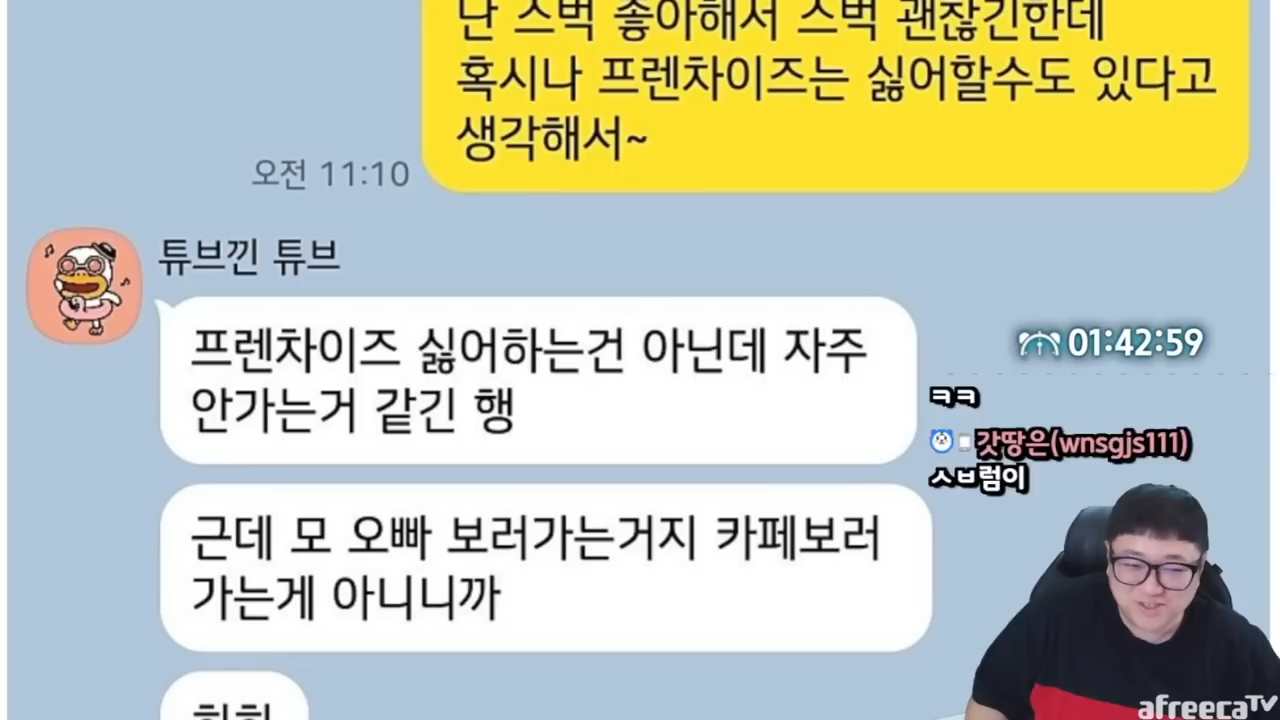 난 스벅 좋아해서 스벅 괜찮긴한데
혹시나 프렌차이즈는 싫어할수도 있다고
생각해서~
오전 11:10
튜브낀 튜브
프렌차이즈 싫어하는건 아닌데 자주
안가는거 같긴 행
01:42:59
ㅋㅋ
갓땅은(wnsgjs111)
ㅅㅂ럼이
근데 모 오빠 보러가는거지 카페보러
가는게 아니니까
afreecaTV